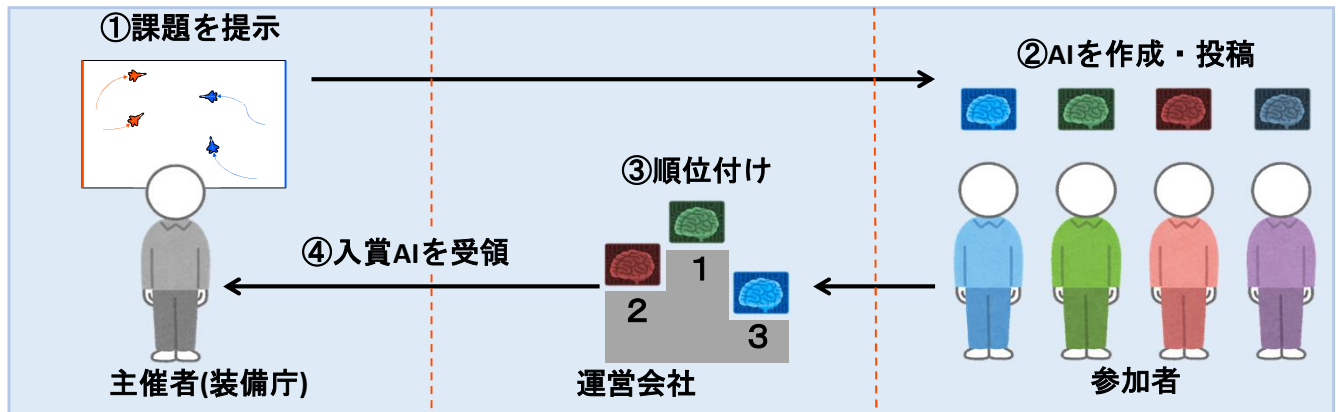 ①課題を提示
②AIを作成・投稿
③順位付け
④入賞AIを受領
1
2
3
主催者(装備庁)
運営会社
参加者